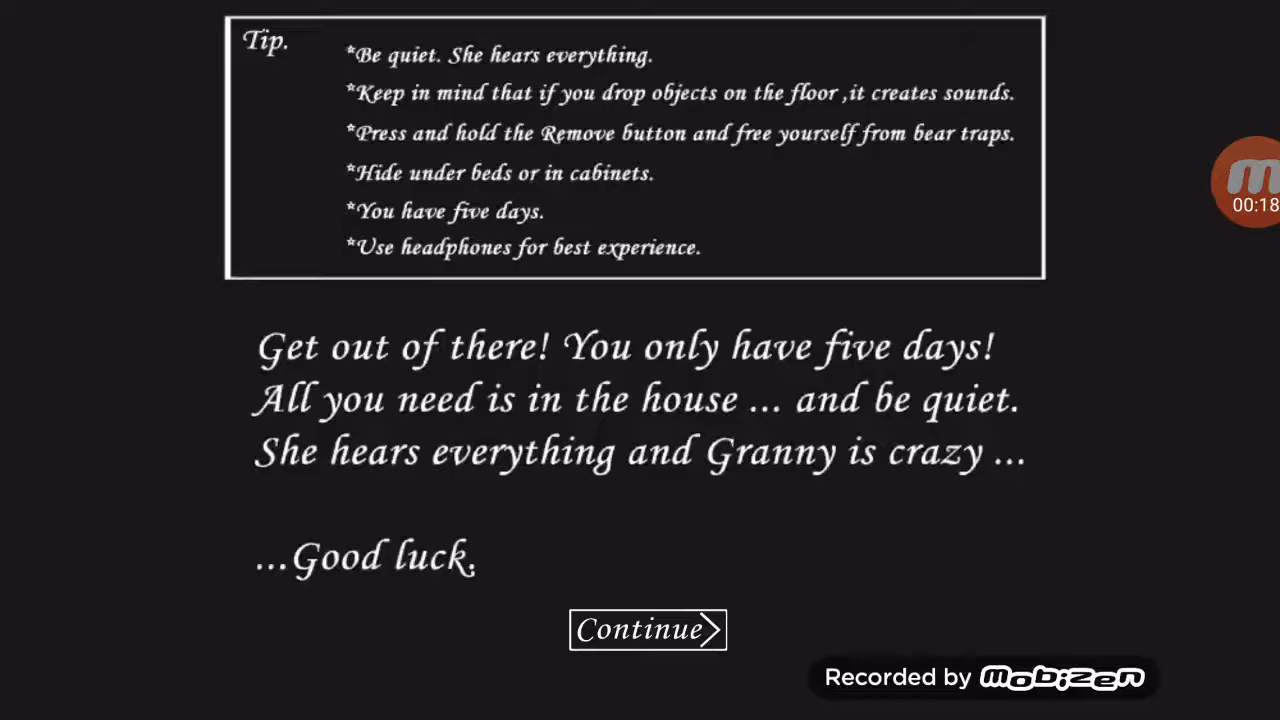 Tip.
*Be quiet. She hears everything.
*Keep in mind that if you drop objects on the floor ,it creates sounds.
*Press and hold the Remove button and free yourself from bear traps.
*Hide under beds or in cabinets.
*You have five days.
*Use headphones for best experience.
00:18
Get out of there! You only have five days!
All you need is in the house ... and be quiet.
She hears everything and Granny is crazy ...
...Good luck.
Continue
Recorded by mobizen